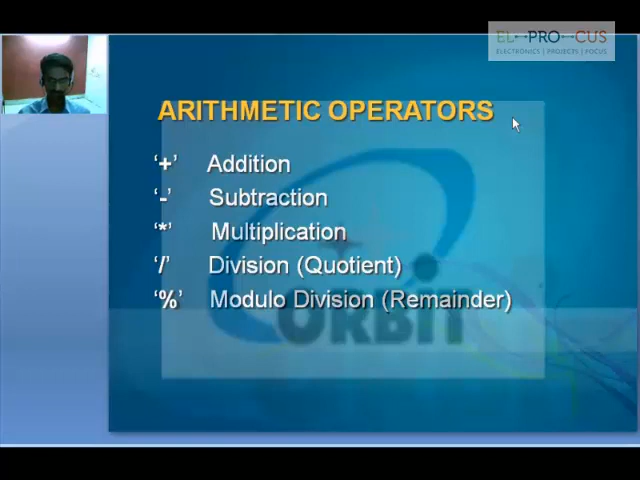 EL PRO CUS
ELECTRONICS | PROJECTS | FOCUS
ARITHMETIC OPERATORS
‘+’ Addition
‘-’ Subtraction
‘*’ Multiplication
‘/’ Division (Quotient)
‘%’ Modulo Division (Remainder)
ORBiT